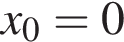 x₀ = 0